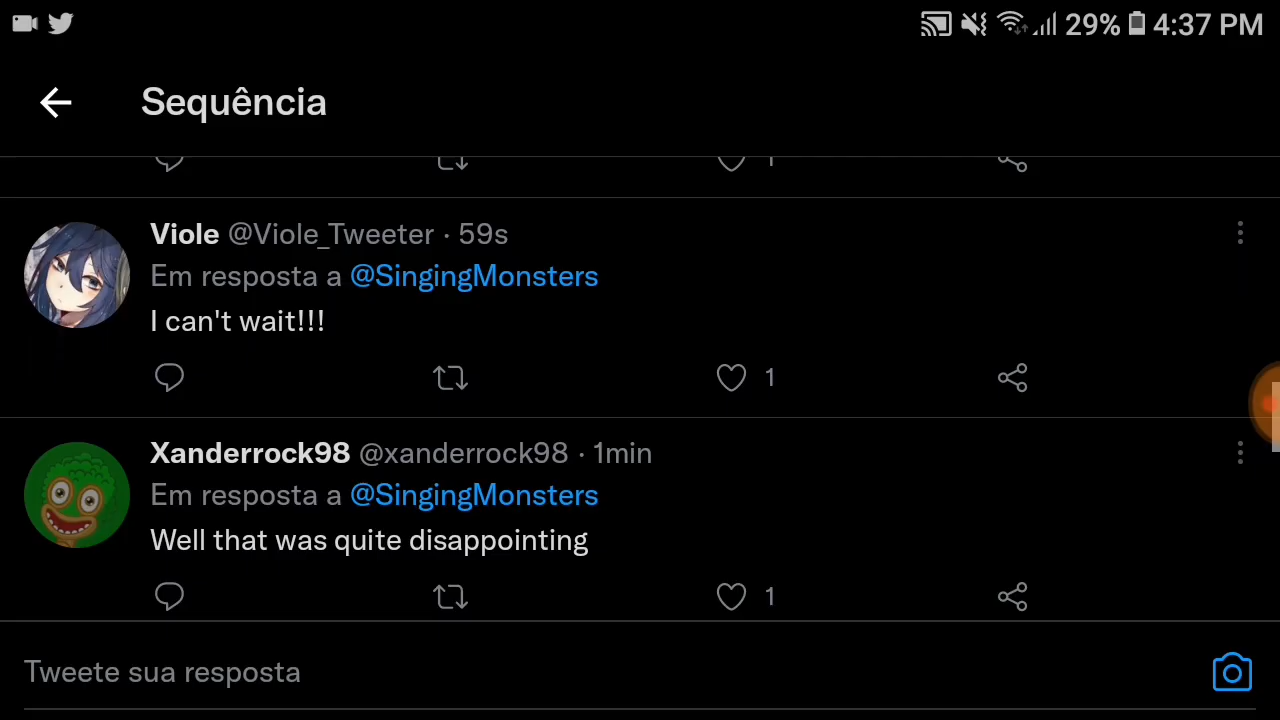 29% 4:37 PM
Sequência
1
Viole @Viole_Tweeter · 59s
Em resposta a @SingingMonsters
I can't wait!!!
1
Xanderrock98 @xanderrock98 · 1min
Em resposta a @SingingMonsters
Well that was quite disappointing
1
Tweete sua resposta